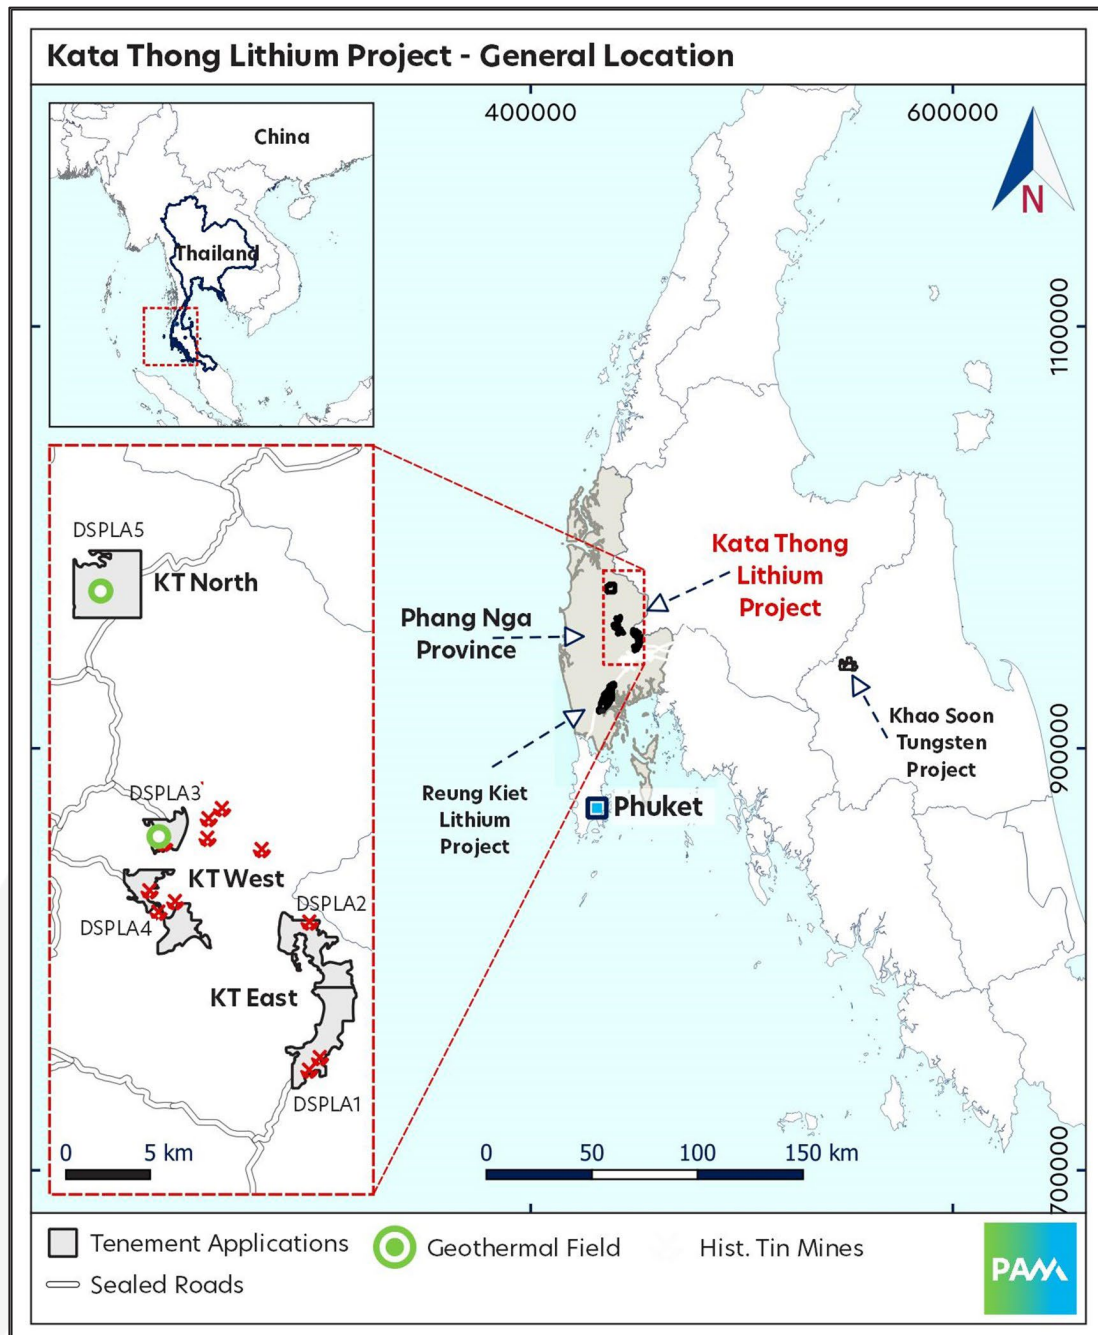 Kata Thong Lithium Project - General Location
400000
600000
China
Thailand
N
1100000
DSPLA5
KT North
Kata Thong
Lithium
Project
Phang Nga
Province
Khao Soon
Tungsten
Project
900000
Reung Kiet
Lithium
Project
Phuket
DSPLA3
KT West
DSPLA2
DSPLA4
KT East
DSPLA1
0 5 km
0 50 100 150 km
700000
Tenement Applications
Geothermal Field
Hist. Tin Mines
Sealed Roads
PAM